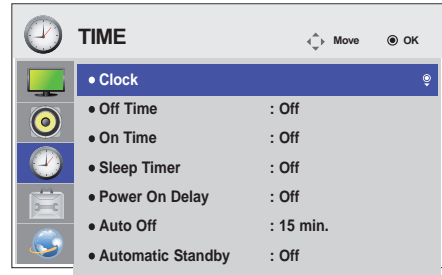 TIME Move OK
● Clock
● Off Time : Off
● On Time : Off
● Sleep Timer : Off
● Power On Delay : Off
● Auto Off : 15 min.
● Automatic Standby : Off